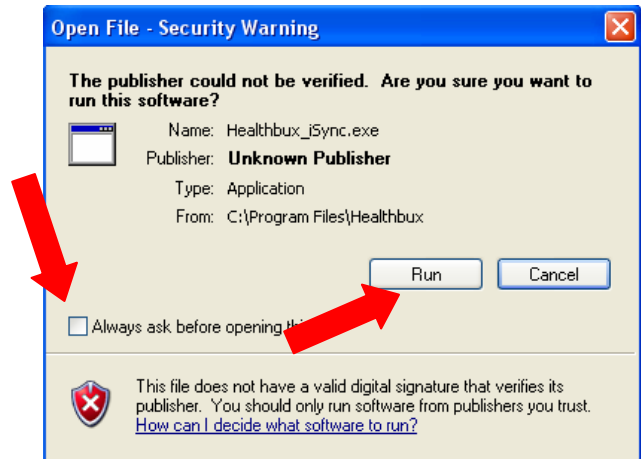 Open File - Security Warning
The publisher could not be verified. Are you sure you want to
run this software?
Name: Healthbux_iSync.exe
Publisher: Unknown Publisher
Type: Application
From: C:\Program Files\Healthbux
Run Cancel
Always ask before opening
This file does not have a valid digital signature that verifies its
publisher. You should only run software from publishers you trust.
How can I decide what software to run?